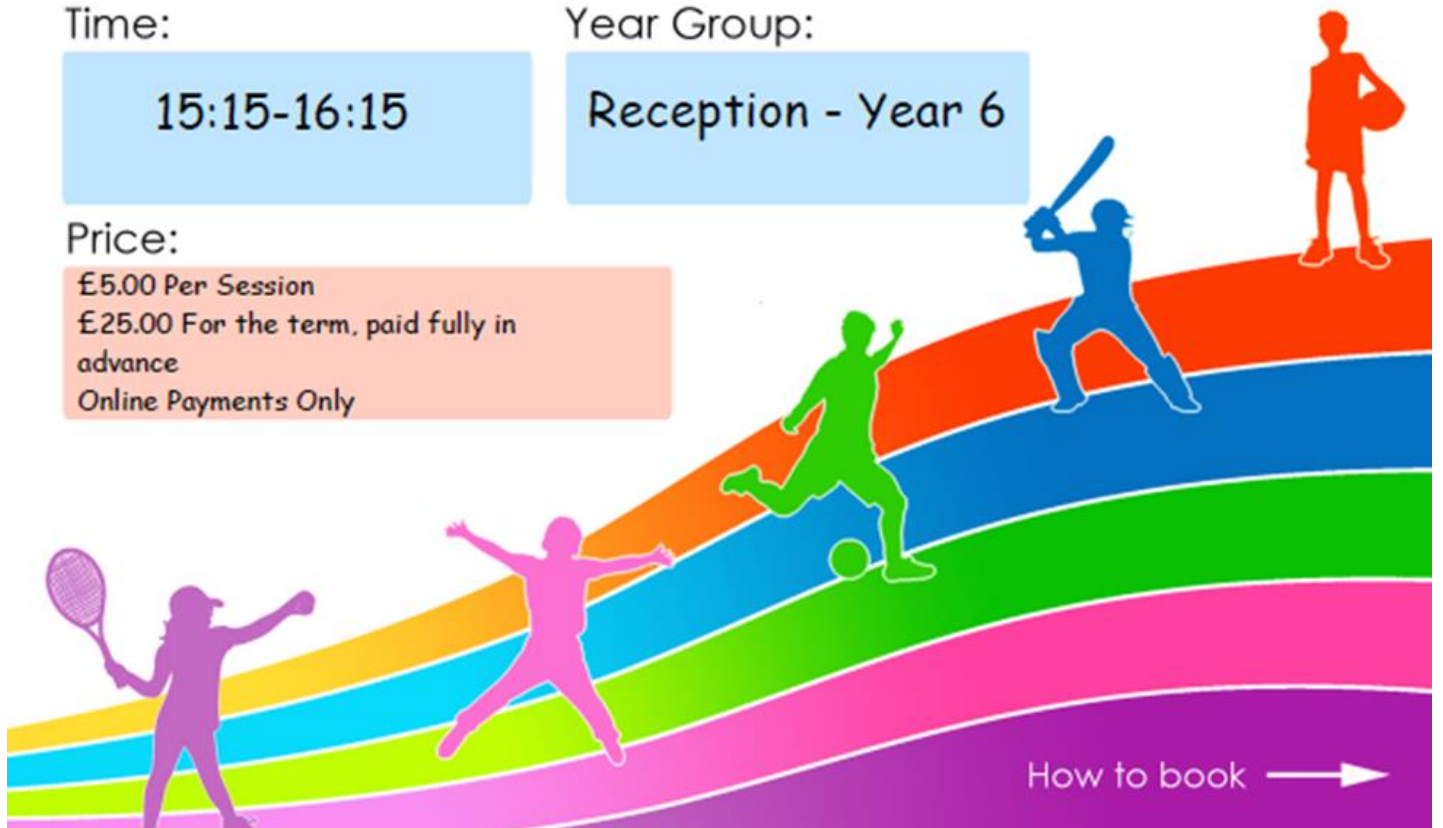 Time:
Year Group:
15:15-16:15
Reception - Year 6
Price:
£5.00 Per Session
£25.00 For the term, paid fully in
advance
Online Payments Only
How to book